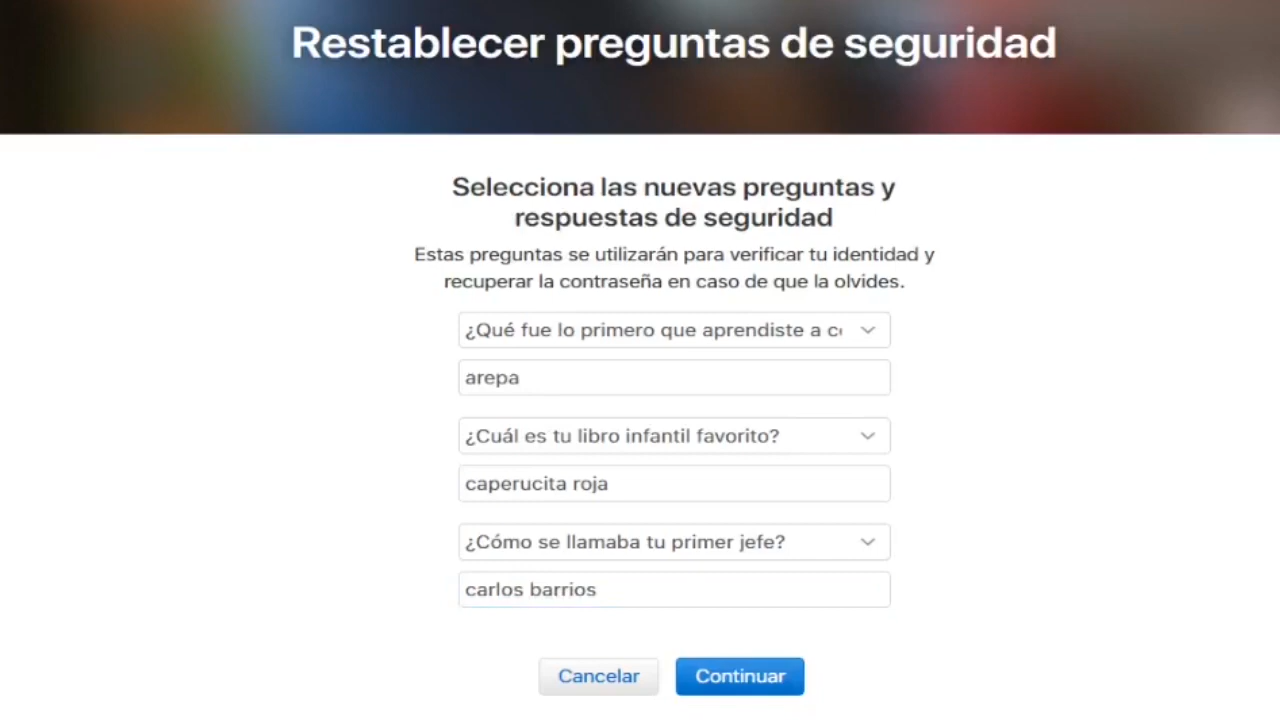 Restablecer preguntas de seguridad
Selecciona las nuevas preguntas y
respuestas de seguridad
Estas preguntas se utilizarán para verificar tu identidad y
recuperar la contraseña en caso de que la olvides.
¿Qué fue lo primero que aprendiste a
arepa
¿Cuál es tu libro infantil favorito?
caperucita roja
¿Cómo se llamaba tu primer jefe?
carlos barrios
Cancelar
Continuar